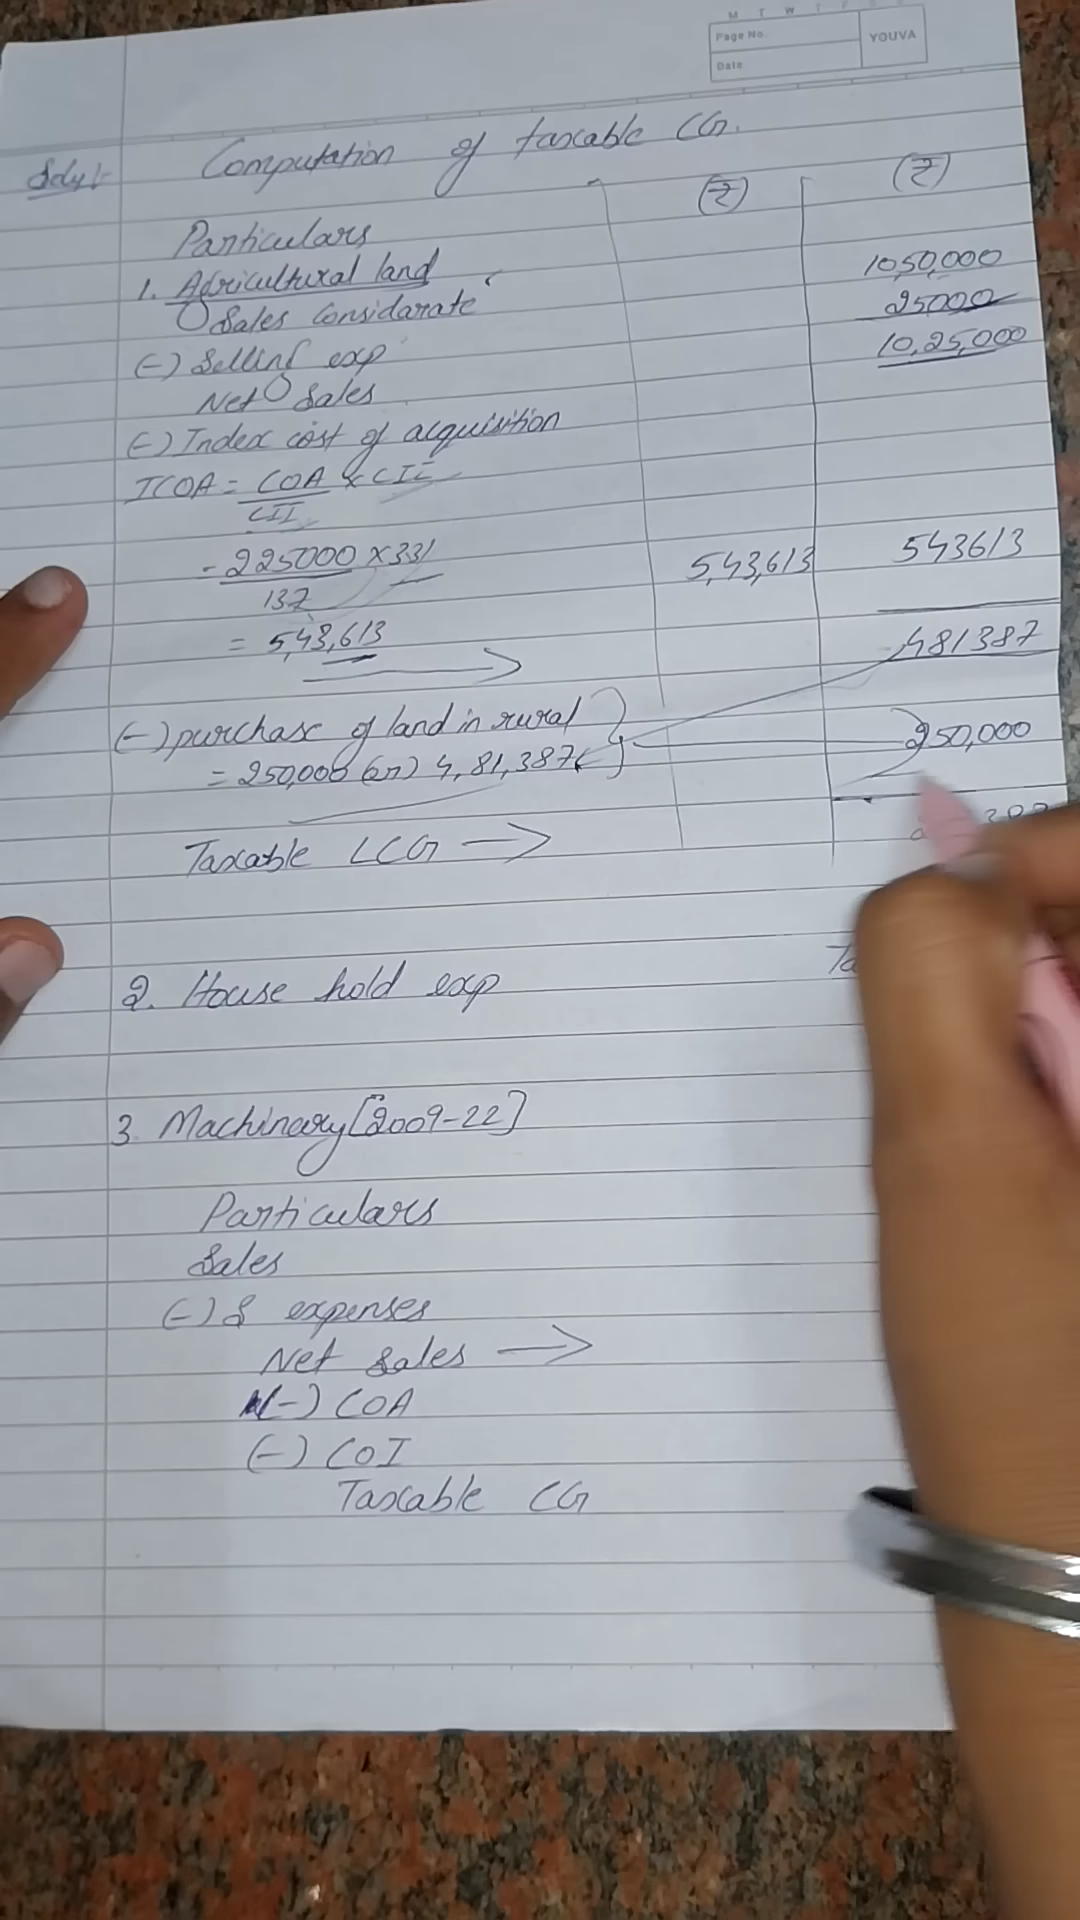 M T W T
Page No.
YOUVA
Date
Soly:- Computation of taxable CG.
Particulars (₹) (₹)
1. Agricultural land
Sales Considarate 1050,000
(-) Selling exp 25000
Net Sales 10,25,000
(-) Index cost of acquisition
ICOA = COA × CII
CII
= 225000 × 331 5,43,613 543613
137
= 5,43,613
481387
(-) purchase of land in rural
= 250,000 (or) 4,81,387 250,000
Taxable LCG →
2. House hold exp
3. Machinary [2009-22]
Particulars
Sales
(-) S expenses
Net sales →
(-) COA
(-) COI
Taxable CG